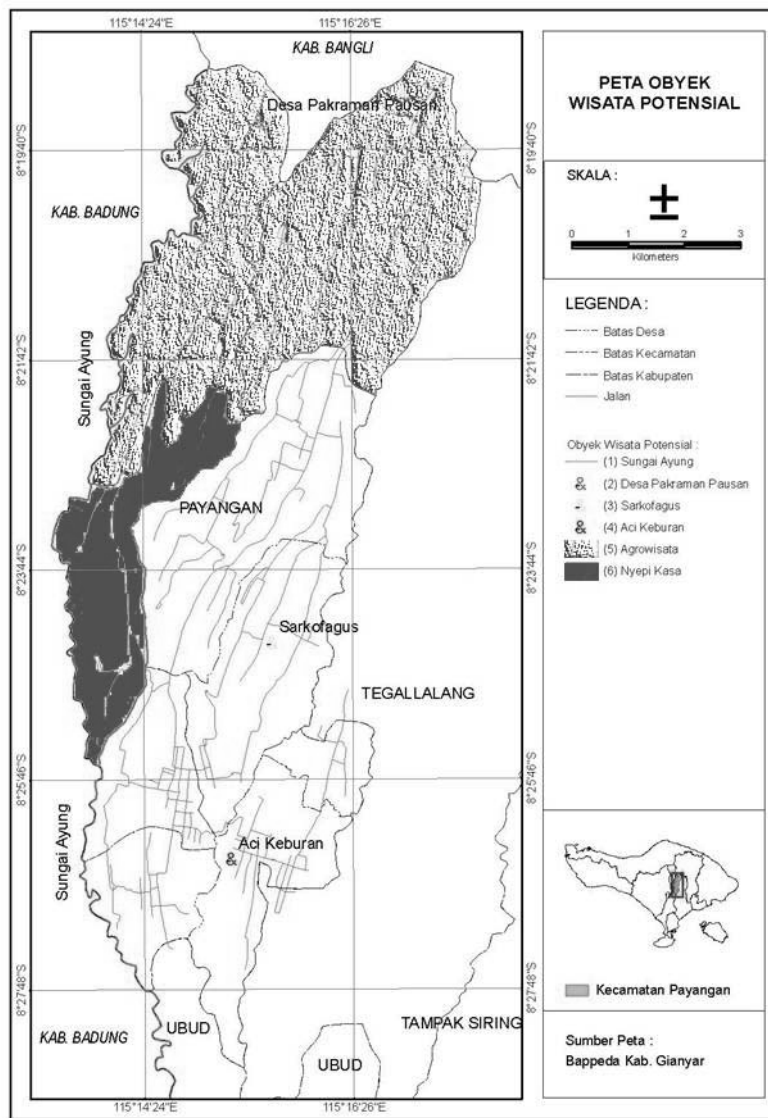 115°14'24"E
115°16'26"E
KAB. BANGLI
Desa Pakraman Pausan
8°19'40"S
8°19'40"S
KAB. BADUNG
Sungai Ayung
8°21'42"S
8°21'42"S
PAYANGAN
8°23'44"S
8°23'44"S
Sarkofagus
TEGALLALANG
8°25'46"S
8°25'46"S
Sungai Ayung
Aci Keburan
8°27'48"S
8°27'48"S
KAB. BADUNG
UBUD
TAMPAK SIRING
UBUD
115°14'24"E
115°16'26"E
PETA OBYEK
WISATA POTENSIAL
SKALA :
±
0 1 2 3
Kilometers
LEGENDA :
Batas Desa
Batas Kecamatan
Batas Kabupaten
Jalan
Obyek Wisata Potensial :
(1) Sungai Ayung
(2) Desa Pakraman Pausan
(3) Sarkofagus
(4) Aci Keburan
(5) Agrowisata
(6) Nyepi Kasa
Kecamatan Payangan
Sumber Peta :
Bappeda Kab. Gianyar